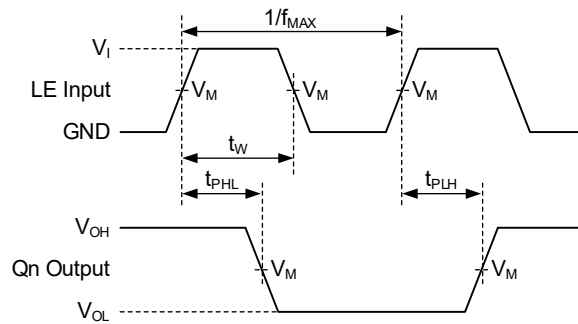 1/fMAX
VI
LE Input
VM VM VM
GND
tW
tPHL tPLH
VOH
Qn Output
VM VM
VOL